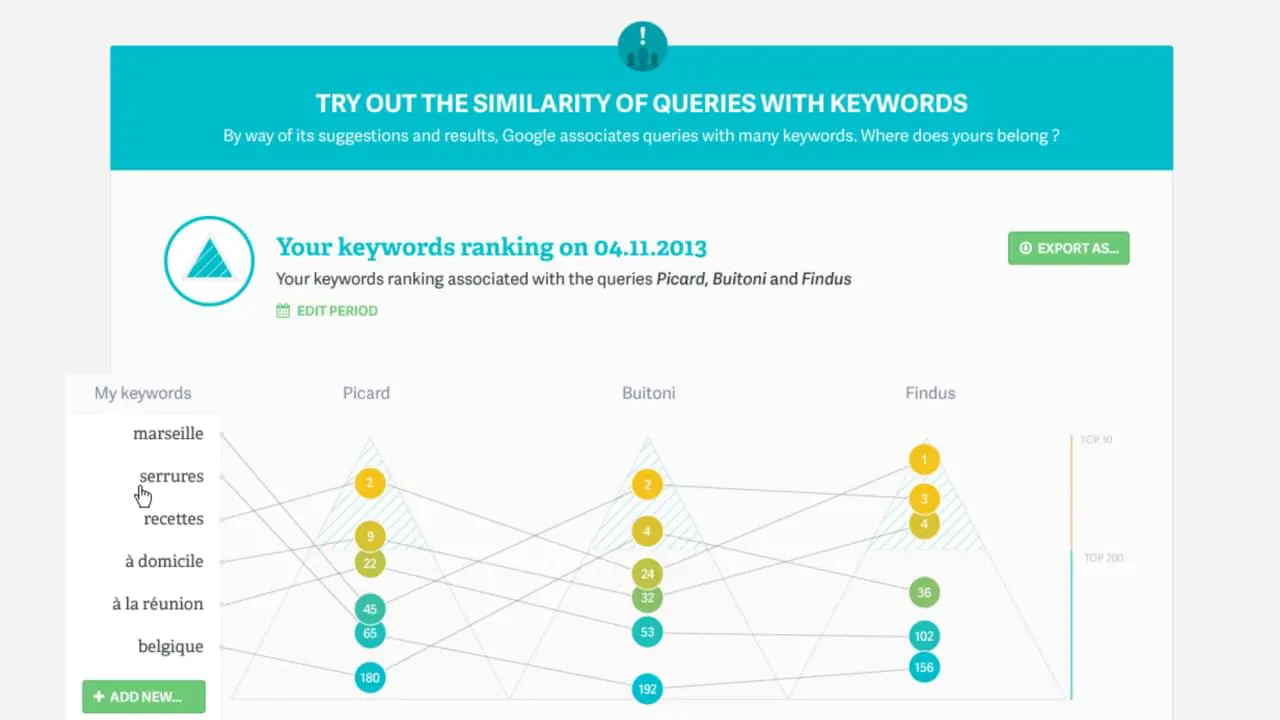 !
TRY OUT THE SIMILARITY OF QUERIES WITH KEYWORDS
By way of its suggestions and results, Google associates queries with many keywords. Where does yours belong ?
Your keywords ranking on 04.11.2013
EXPORT AS...
Your keywords ranking associated with the queries Picard, Buitoni and Findus
EDIT PERIOD
My keywords
Picard
Buitoni
Findus
marseille
serrures
recettes
à domicile
à la réunion
belgique
+ ADD NEW...
2
9
22
45
65
180
2
4
24
32
53
192
1
3
4
36
102
156
TOP 10
TOP 200